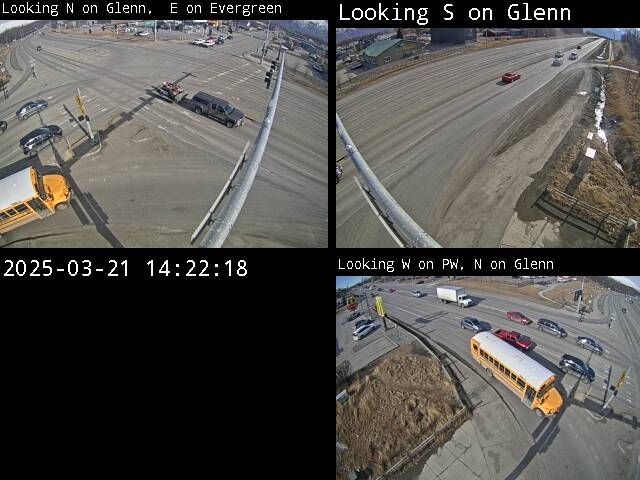 Looking N on Glenn,  E on Evergreen
Looking S on Glenn
2025-03-21 14:22:18
Looking W on PW, N on Glenn